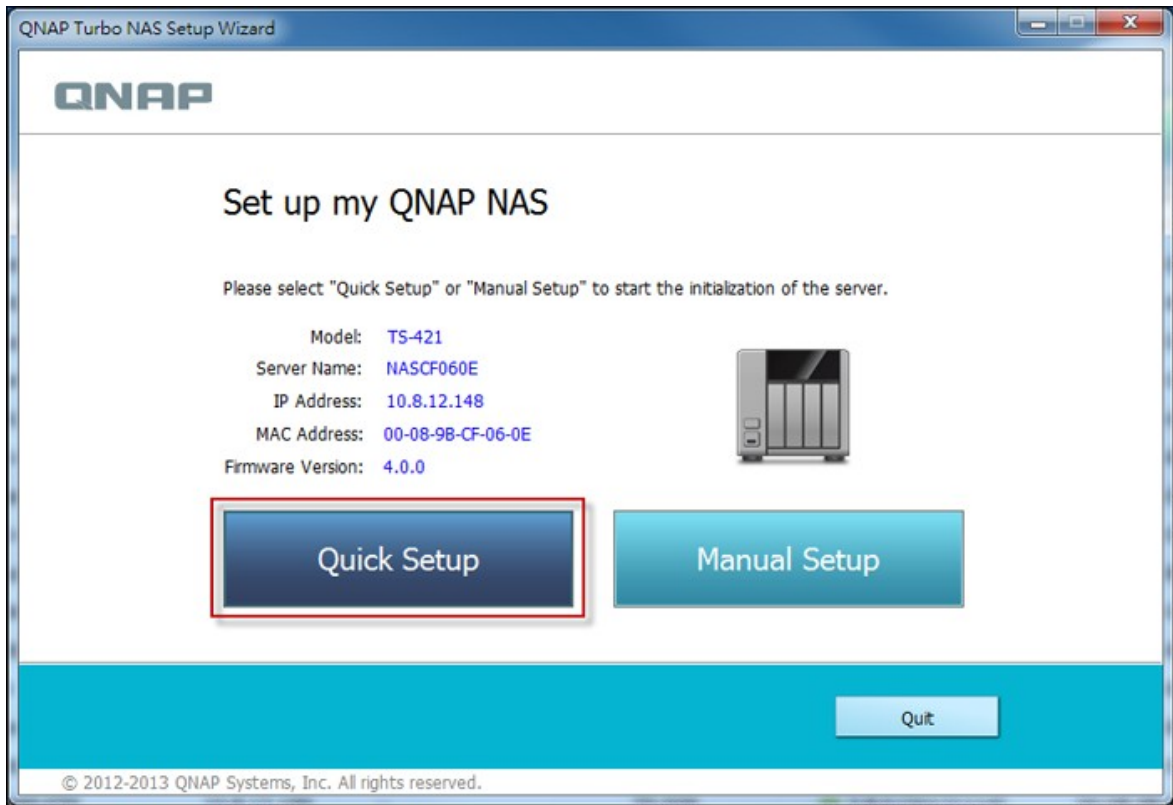 QNAP Turbo NAS Setup Wizard
QNAP
Set up my QNAP NAS
Please select "Quick Setup" or "Manual Setup" to start the initialization of the server.
Model: TS-421
Server Name: NASCF060E
IP Address: 10.8.12.148
MAC Address: 00-08-9B-CF-06-0E
Firmware Version: 4.0.0
Quick Setup
Manual Setup
Quit
© 2012-2013 QNAP Systems, Inc. All rights reserved.